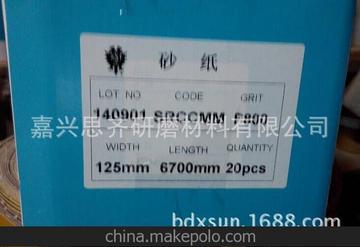 砂纸
LOT NO CODE GRIT
140901 SRCCMM
嘉兴思齐研磨材料有限公司
WIDTH LENGTH QUANTITY
125mm 6700mm 20pcs
bdxsun.1688.com
china.makepolo.com